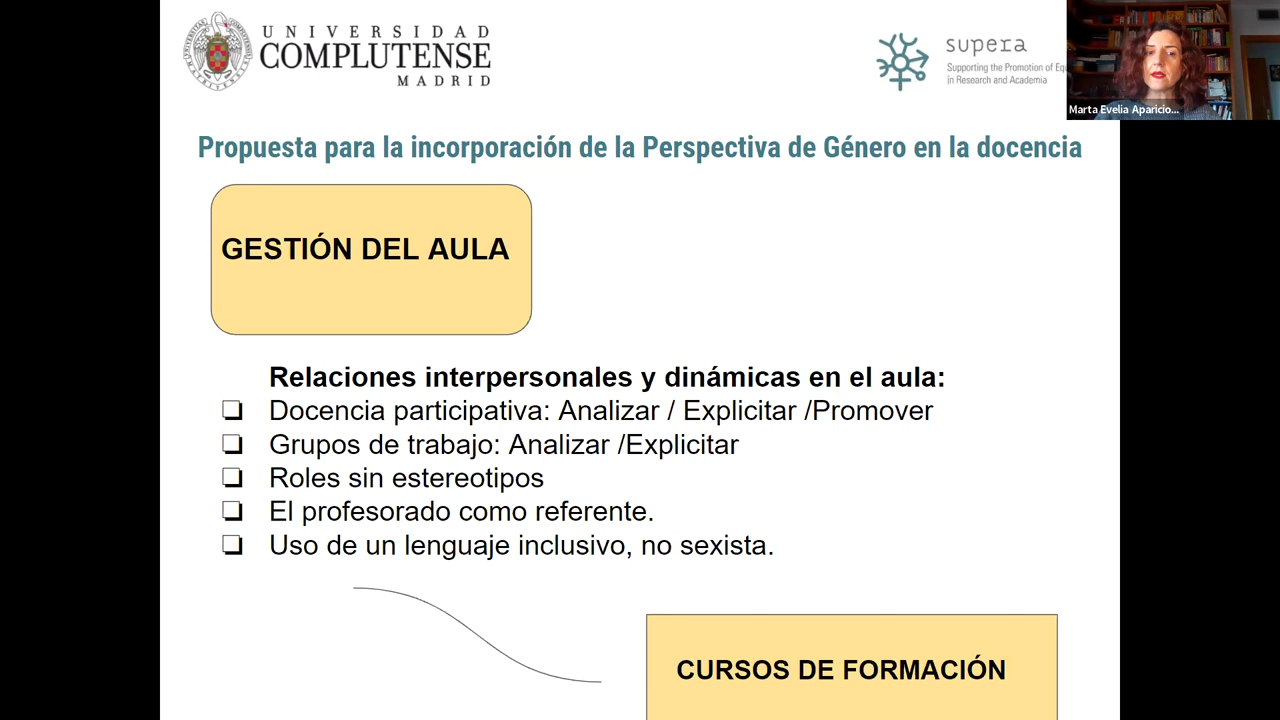 UNIVERSIDAD
COMPLUTENSE
MADRID
supera
Supporting the Promotion of
in Research and Academia
Marta Evelia Aparicio...
Propuesta para la incorporación de la Perspectiva de Género en la docencia
GESTIÓN DEL AULA
Relaciones interpersonales y dinámicas en el aula:
❏ Docencia participativa: Analizar / Explicitar /Promover
❏ Grupos de trabajo: Analizar /Explicitar
❏ Roles sin estereotipos
❏ El profesorado como referente.
❏ Uso de un lenguaje inclusivo, no sexista.
CURSOS DE FORMACIÓN